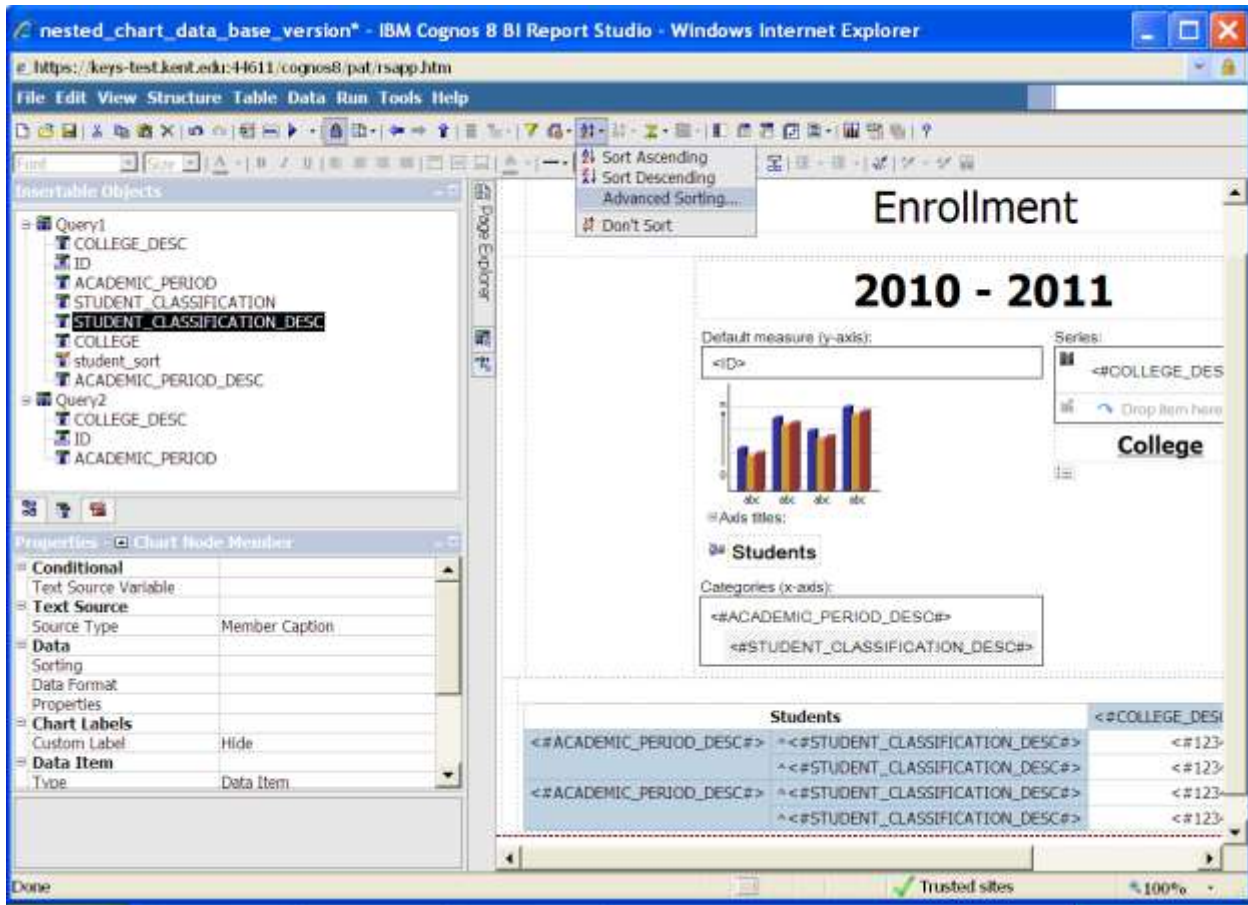 nested_chart_data_base_version* - IBM Cognos 8 BI Report Studio - Windows Internet Explorer
https://keys-test.kent.edu:44611/cognos8/pat/rsapp.htm
File Edit View Structure Table Data Run Tools Help
Font Size
Sort Ascending
Sort Descending
Advanced Sorting...
Don't Sort
Insertable Objects
Query1
COLLEGE_DESC
ID
ACADEMIC_PERIOD
STUDENT_CLASSIFICATION
STUDENT_CLASSIFICATION_DESC
COLLEGE
student_sort
ACADEMIC_PERIOD_DESC
Query2
COLLEGE_DESC
ID
ACADEMIC_PERIOD
Properties - Chart Node Member
Conditional
Text Source Variable
Text Source
Source Type Member Caption
Data
Sorting
Data Format
Properties
Chart Labels
Custom Label Hide
Data Item
Type Data Item
Page Explorer
Enrollment
2010 - 2011
Default measure (y-axis): Series:
<ID>
<#COLLEGE_DES
Drop item here
College
abc abc abc abc
Axis titles:
Students
Categories (x-axis):
<#ACADEMIC_PERIOD_DESC#>
<#STUDENT_CLASSIFICATION_DESC#>
Students <#COLLEGE_DES
<#ACADEMIC_PERIOD_DESC#> ^<#STUDENT_CLASSIFICATION_DESC#> <#123
^<#STUDENT_CLASSIFICATION_DESC#> <#123
<#ACADEMIC_PERIOD_DESC#> ^<#STUDENT_CLASSIFICATION_DESC#> <#123
^<#STUDENT_CLASSIFICATION_DESC#> <#123
Done Trusted sites 100%